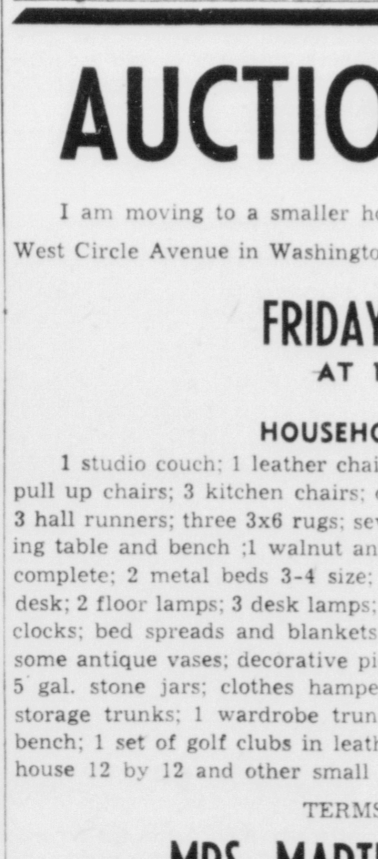 AUCTIO
I am moving to a smaller h
West Circle Avenue in Washingto
FRIDAY
AT 1
HOUSEHO
1 studio couch; 1 leather chai
pull up chairs; 3 kitchen chairs;
3 hall runners; three 3x6 rugs; se
ing table and bench ;1 walnut an
complete; 2 metal beds 3-4 size;
desk; 2 floor lamps; 3 desk lamps;
clocks; bed spreads and blankets
some antique vases; decorative pi
5 gal. stone jars; clothes hampe
storage trunks; 1 wardrobe trun
bench; 1 set of golf clubs in leath
house 12 by 12 and other small
TERMS
MRS. MART